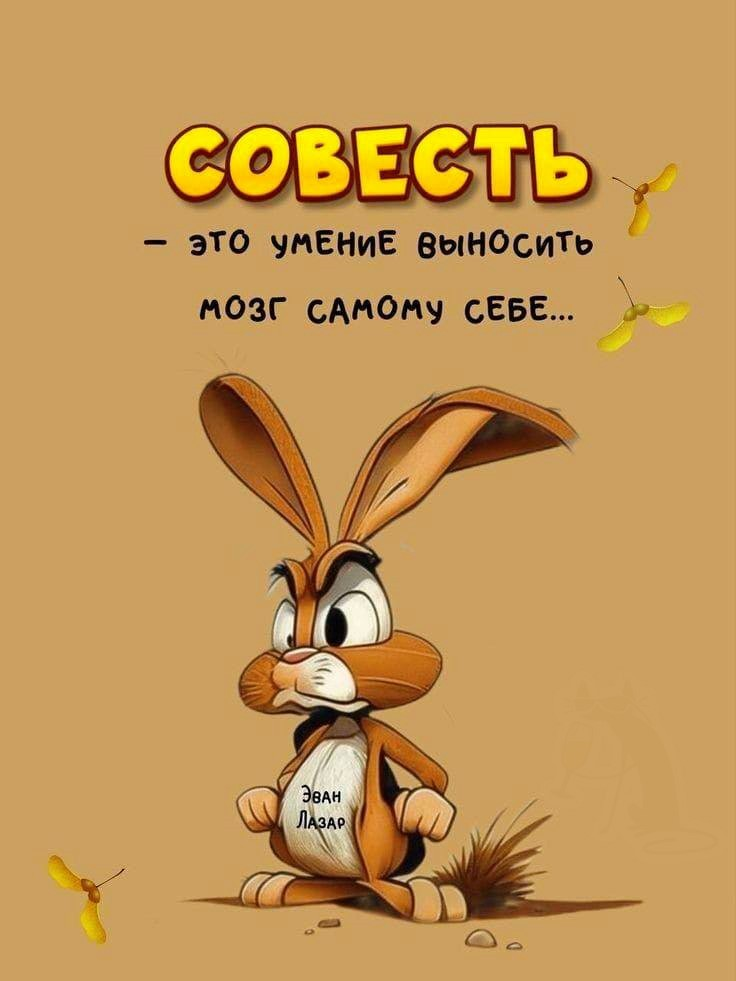 СОВЕСТЬ
– ЭТО УМЕНИЕ ВЫНОСИТЬ
МОЗГ САМОМУ СЕБЕ...
ЭВАН
ЛАЗАР